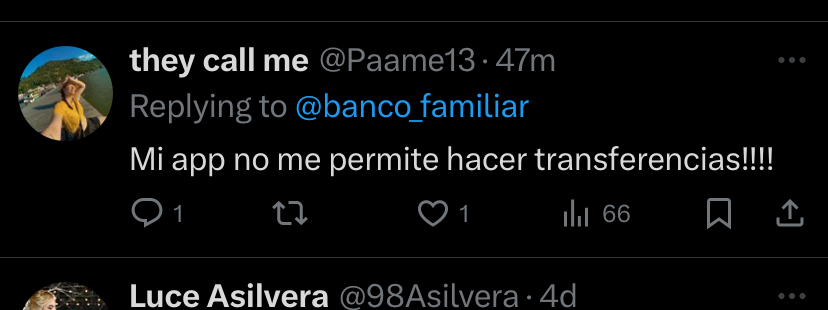 they call me @Paame13 · 47m
Replying to @banco_familiar
Mi app no me permite hacer transferencias!!!!
1 1 66
Luce Asilvera @98Asilvera · 4d